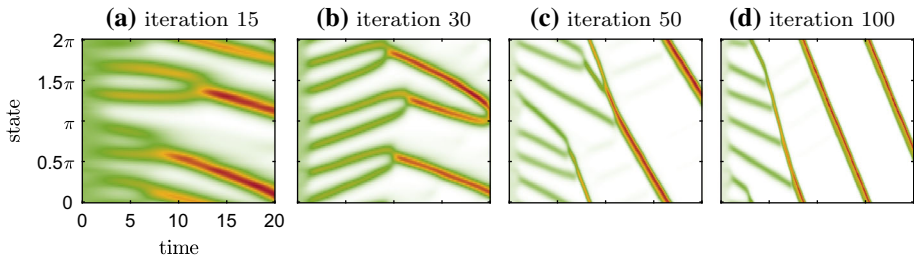 (a) iteration 15
(b) iteration 30
(c) iteration 50
(d) iteration 100
2π
1.5π
π
0.5π
0
state
0 5 10 15 20
time